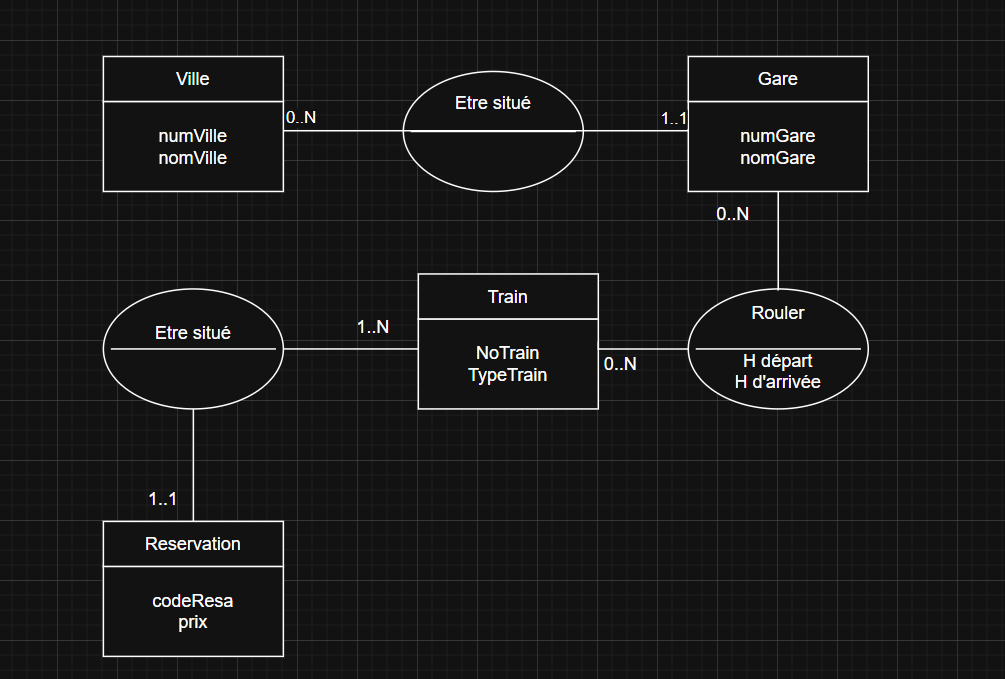 Ville
numVille
nomVille
0..N
Etre situé
1..1
Gare
numGare
nomGare
0..N
Etre situé
1..N
Train
NoTrain
TypeTrain
0..N
Rouler
H départ
H d'arrivée
1..1
Reservation
codeResa
prix